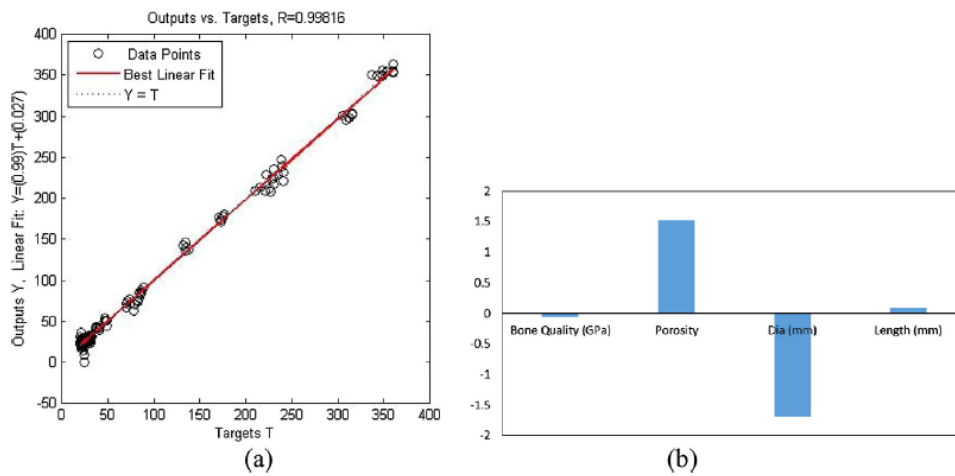 Outputs vs. Targets, R=0.99816
Outputs Y, Linear Fit: Y=(0.99)T+(0.027)
400
350
300
250
200
150
100
50
0
-50
Data Points
Best Linear Fit
Y = T
0 50 100 150 200 250 300 350 400
Targets T
(a)
2
1.5
1
0.5
0
-0.5
-1
-1.5
-2
Bone Quality (GPa) Porosity Dia (mm) Length (mm)
(b)